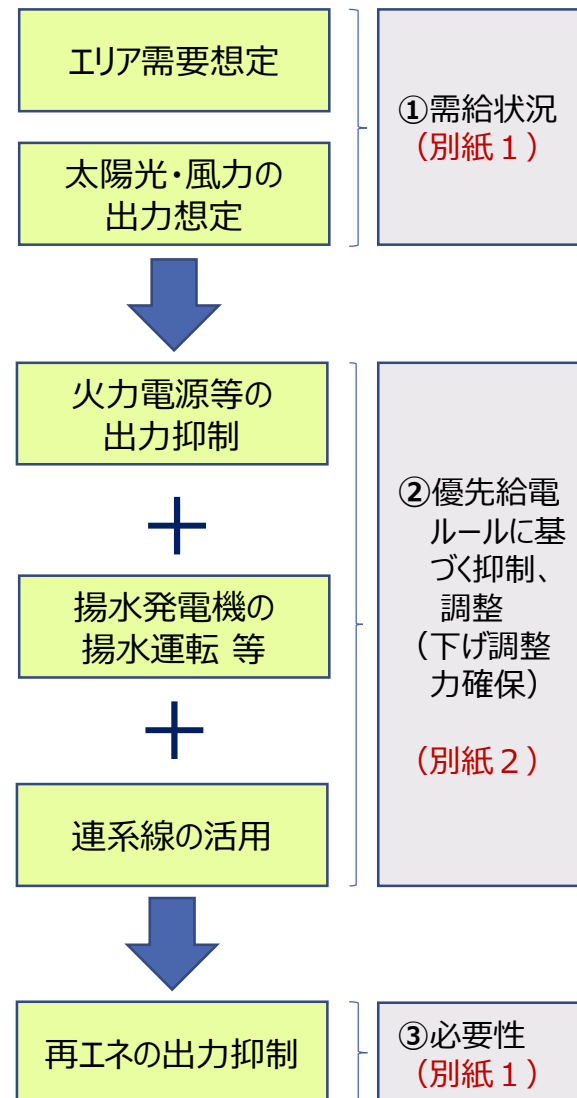 エリア需要想定
太陽光・風力の
出力想定
①需給状況
（別紙１）
火力電源等の
出力抑制
＋
揚水発電機の
揚水運転 等
＋
連系線の活用
②優先給電
ルールに基
づく抑制、
調整
（下げ調整
力確保）
（別紙２）
再エネの出力抑制
③必要性
（別紙１）